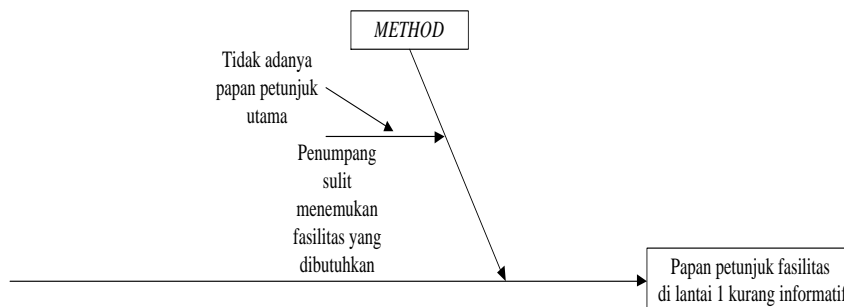 METHOD
Tidak adanya
papan petunjuk
utama
Penumpang
sulit
menemukan
fasilitas yang
dibutuhkan
Papan petunjuk fasilitas
di lantai 1 kurang informatif